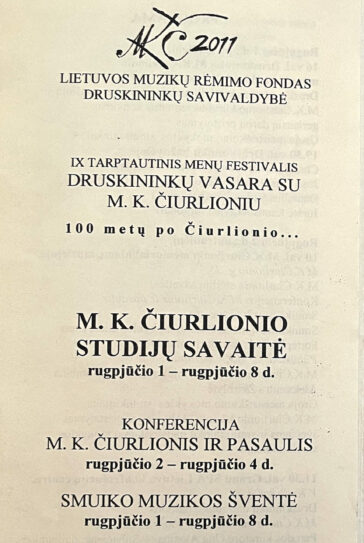 MKČ 2011
LIETUVOS MUZIKŲ RĖMIMO FONDAS
DRUSKININKŲ SAVIVALDYBĖ
IX TARPTAUTINIS MENŲ FESTIVALIS
DRUSKININKŲ VASARA SU
M. K. ČIURLIONIU
100 metų po Čiurlionio...
M. K. ČIURLIONIO
STUDIJŲ SAVAITĖ
rugpjūčio 1 – rugpjūčio 8 d.
KONFERENCIJA
M. K. ČIURLIONIS IR PASAULIS
rugpjūčio 2 – rugpjūčio 4 d.
SMUIKO MUZIKOS ŠVENTĖ
rugpjūčio 1 – rugpjūčio 8 d.